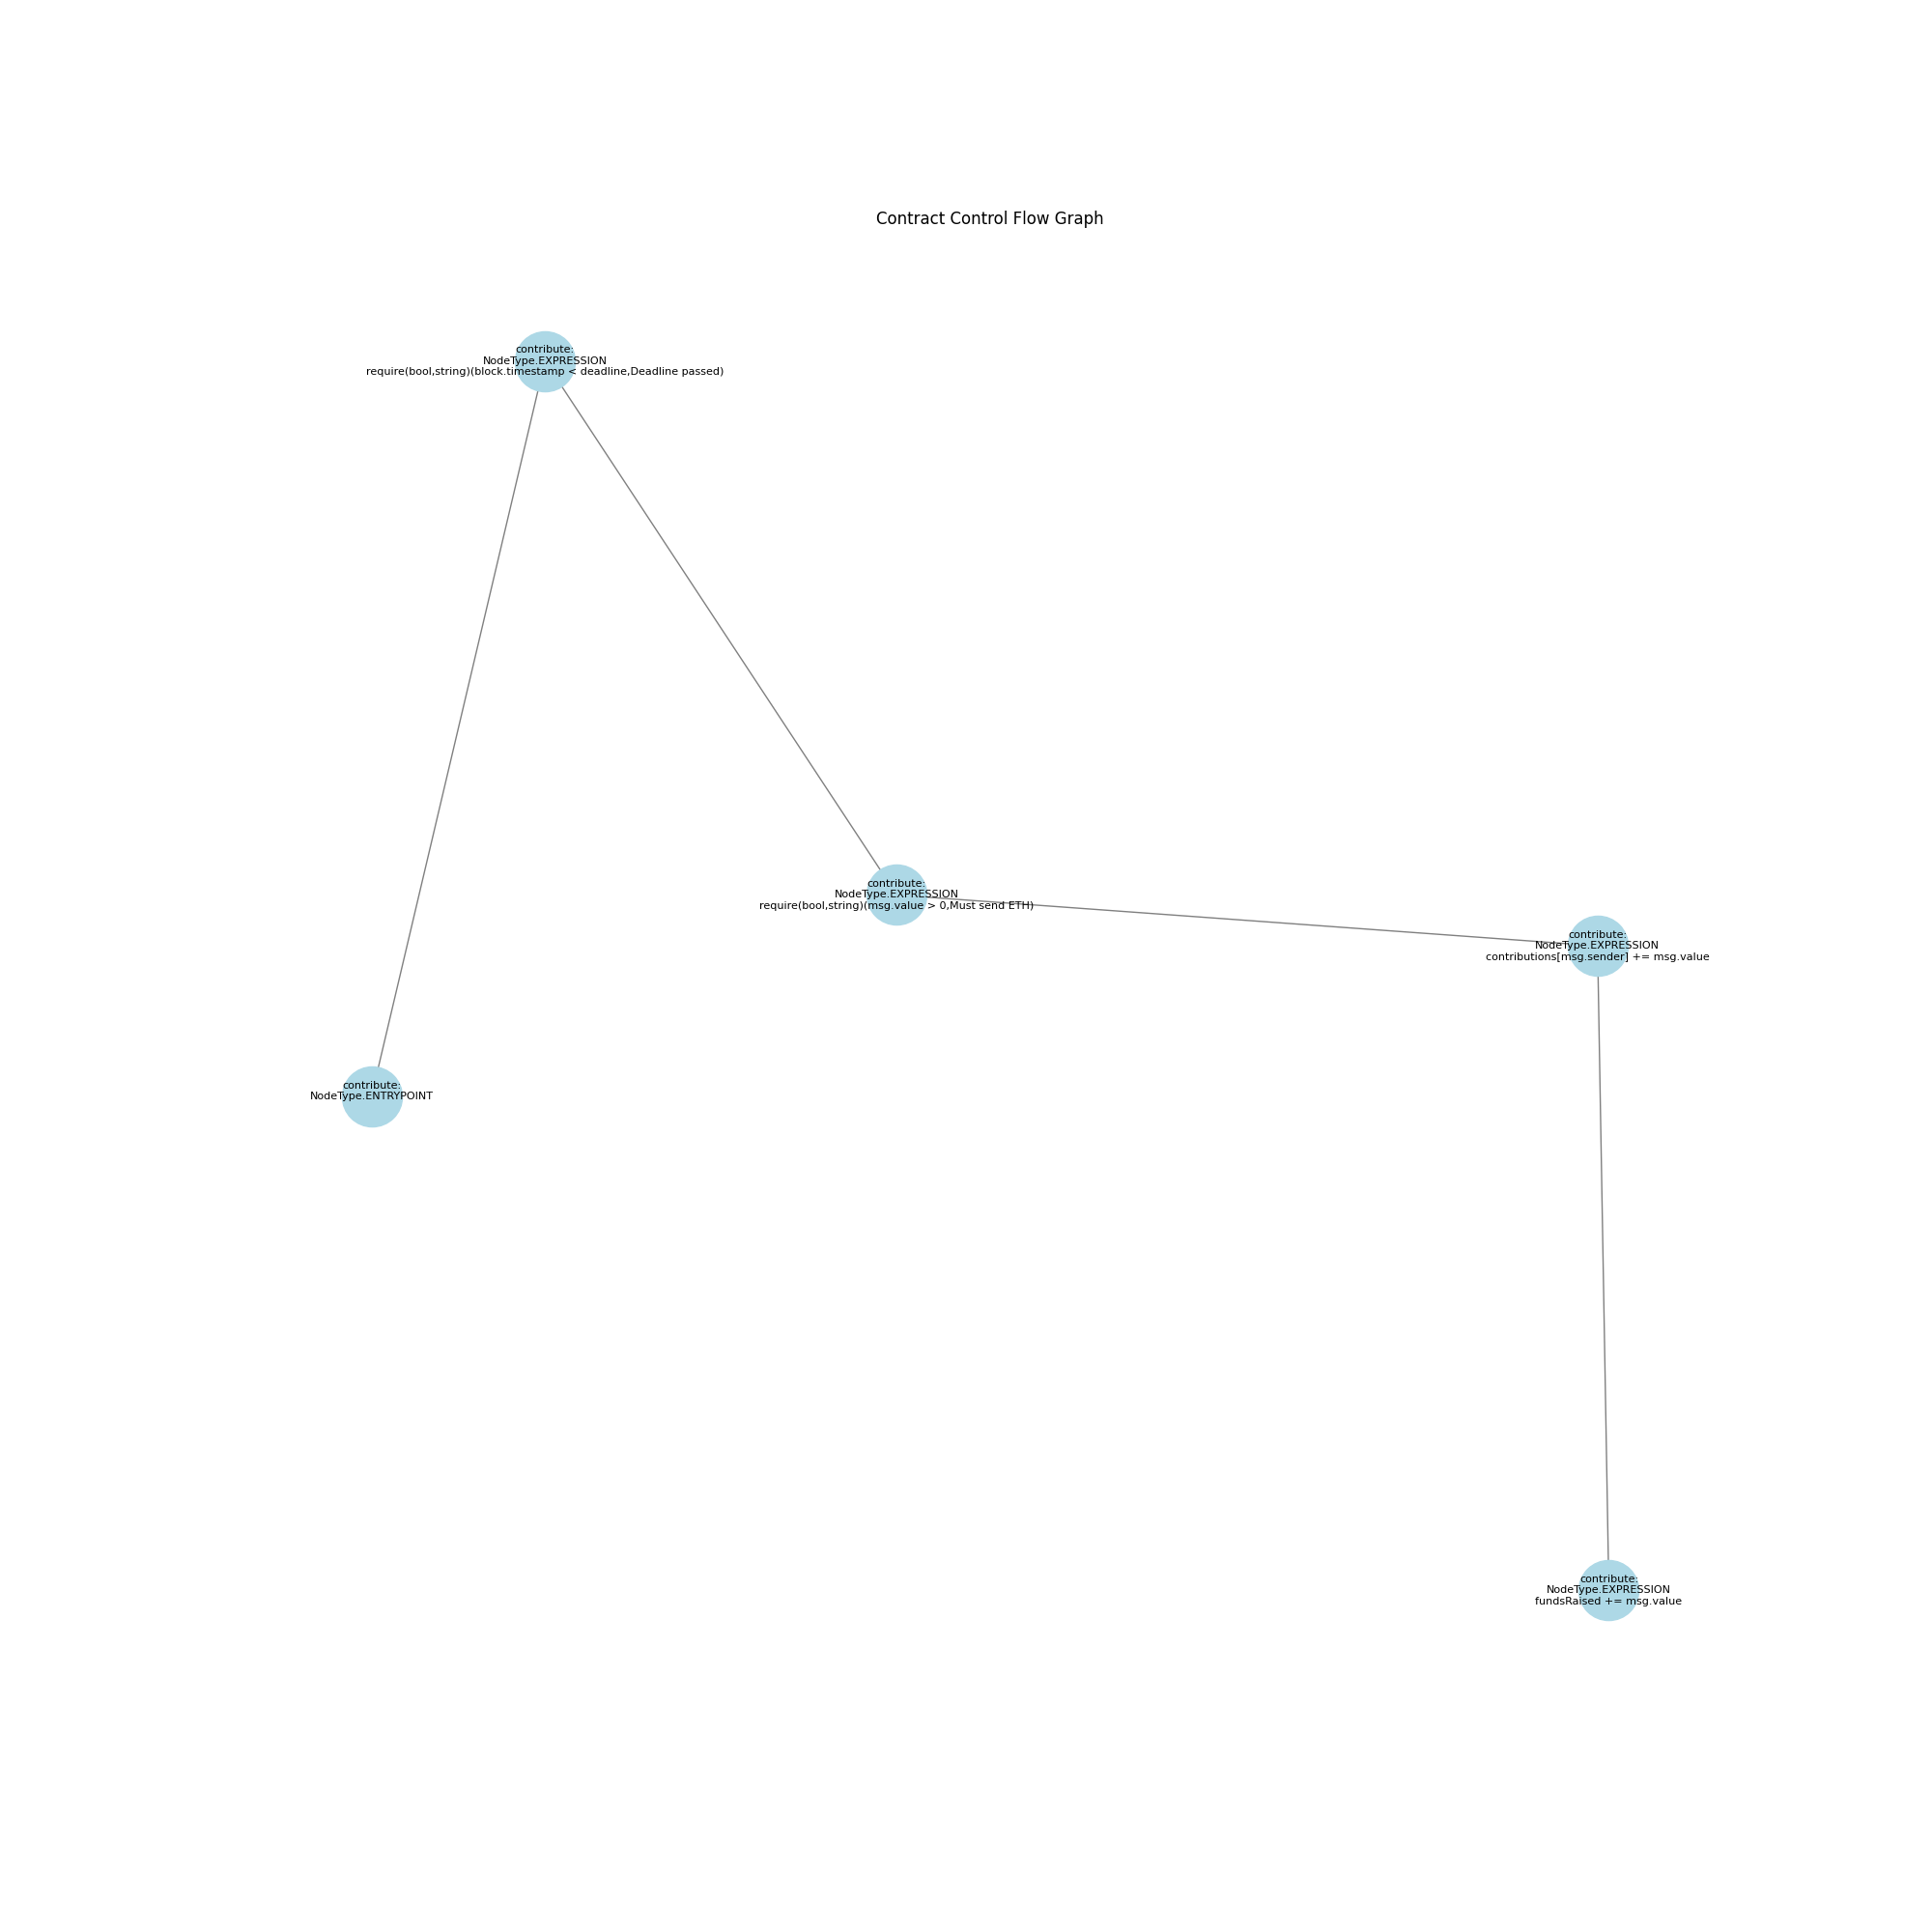 Contract Control Flow Graph
contribute:
NodeType.EXPRESSION
require(bool,string)(block.timestamp < deadline,Deadline passed)
contribute:
NodeType.EXPRESSION
require(bool,string)(msg.value > 0,Must send ETH)
contribute:
NodeType.EXPRESSION
contributions[msg.sender] += msg.value
contribute:
NodeType.ENTRYPOINT
contribute:
NodeType.EXPRESSION
fundsRaised += msg.value